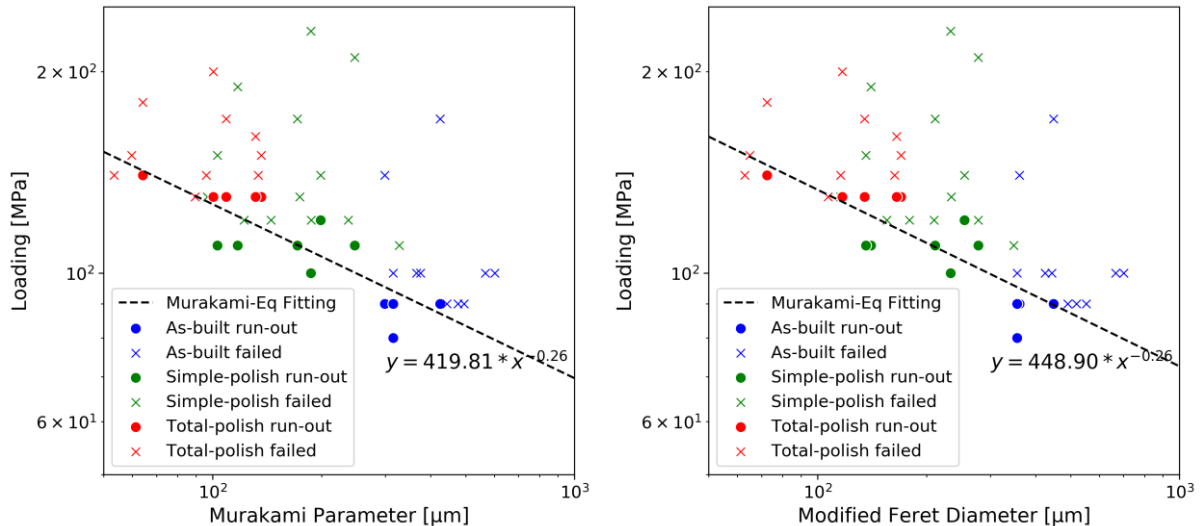 2 × 10²
10²
6 × 10¹
Loading [MPa]
Murakami-Eq Fitting
As-built run-out
As-built failed
Simple-polish run-out
Simple-polish failed
Total-polish run-out
Total-polish failed
y = 419.81 * x^−0.26
10²
10³
Murakami Parameter [μm]
2 × 10²
10²
6 × 10¹
Loading [MPa]
Murakami-Eq Fitting
As-built run-out
As-built failed
Simple-polish run-out
Simple-polish failed
Total-polish run-out
Total-polish failed
y = 448.90 * x^−0.26
10²
10³
Modified Feret Diameter [μm]